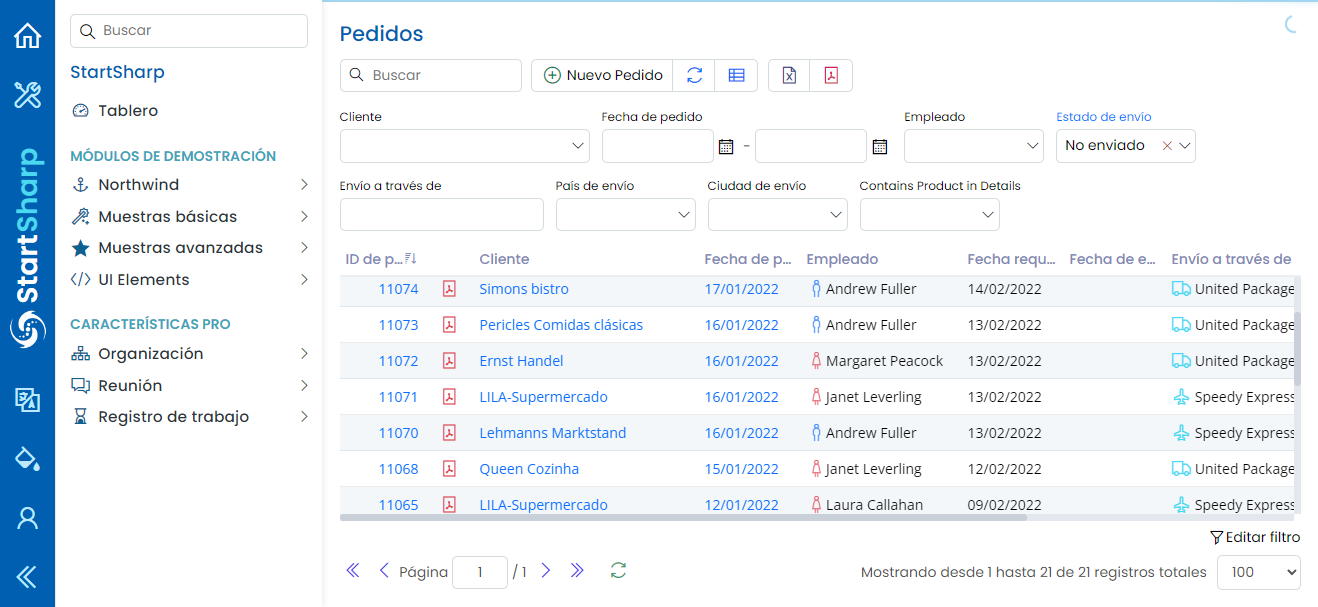 StartSharp
Buscar
StartSharp
Tablero
MÓDULOS DE DEMOSTRACIÓN
Northwind
Muestras básicas
Muestras avanzadas
UI Elements
CARACTERÍSTICAS PRO
Organización
Reunión
Registro de trabajo
Pedidos
Buscar Nuevo Pedido
Cliente Fecha de pedido Empleado Estado de envío
- No enviado
Envío a través de País de envío Ciudad de envío Contains Product in Details
ID de p... Cliente Fecha de p... Empleado Fecha requ... Fecha de e... Envío a través de
11074 Simons bistro 17/01/2022 Andrew Fuller 14/02/2022 United Package
11073 Pericles Comidas clásicas 16/01/2022 Andrew Fuller 13/02/2022 United Package
11072 Ernst Handel 16/01/2022 Margaret Peacock 13/02/2022 United Package
11071 LILA-Supermercado 16/01/2022 Janet Leverling 13/02/2022 Speedy Express
11070 Lehmanns Marktstand 16/01/2022 Andrew Fuller 13/02/2022 Speedy Express
11068 Queen Cozinha 15/01/2022 Janet Leverling 12/02/2022 United Package
11065 LILA-Supermercado 12/01/2022 Laura Callahan 09/02/2022 Speedy Express
Editar filtro
Página 1 / 1 Mostrando desde 1 hasta 21 de 21 registros totales 100